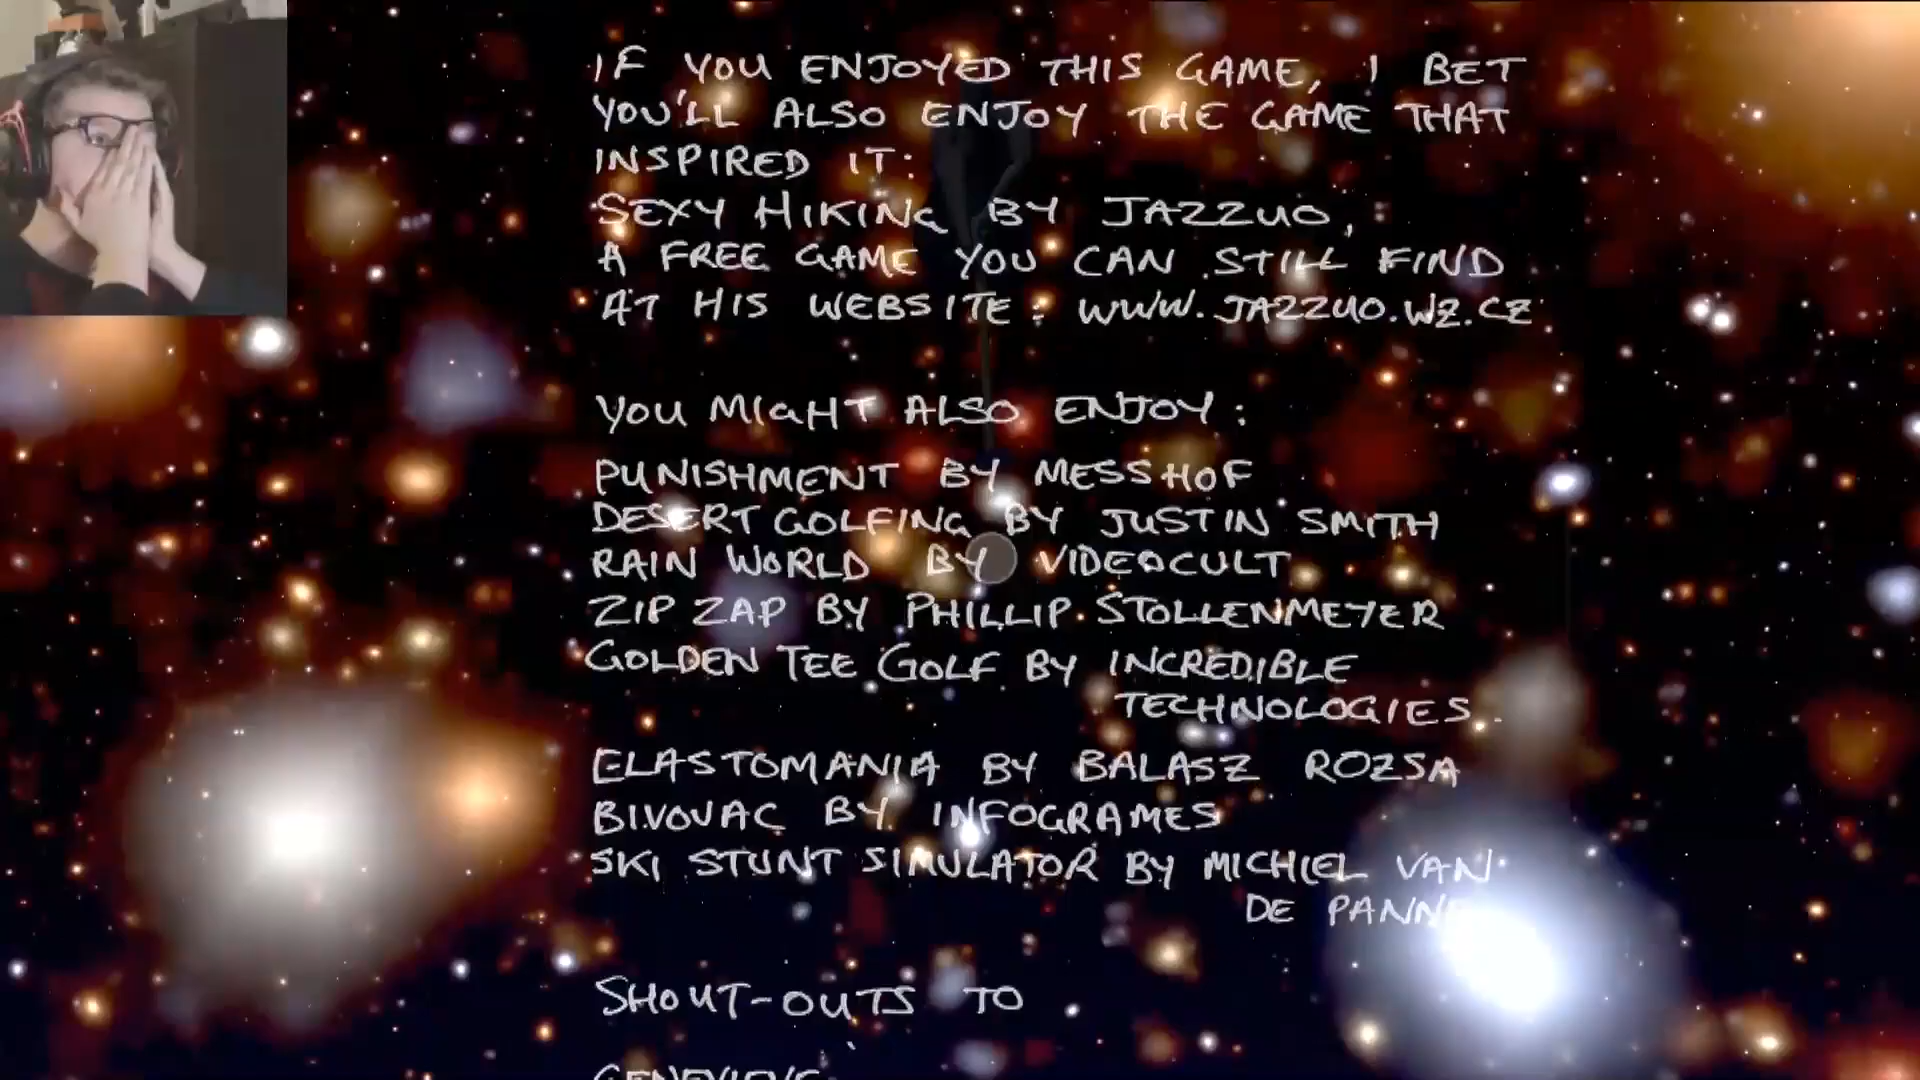 IF YOU ENJOYED THIS GAME, I BET
YOU'LL ALSO ENJOY THE GAME THAT
INSPIRED IT:
SEXY HIKING BY JAZZUO,
A FREE GAME YOU CAN STILL FIND
AT HIS WEBSITE: WWW.JAZZUO.WZ.CZ
YOU MIGHT ALSO ENJOY:
PUNISHMENT BY MESSHOF
DESERT GOLFING BY JUSTIN SMITH
RAIN WORLD BY VIDEOCULT
ZIP ZAP BY PHILLIP STOLLENMEYER
GOLDEN TEE GOLF BY INCREDIBLE
TECHNOLOGIES
ELASTOMANIA BY BALASZ ROZSA
BIVOUAC BY INFOGRAMES
SKI STUNT SIMULATOR BY MICHIEL VAN
DE PANNE
SHOUT-OUTS TO
GENEVIEVE